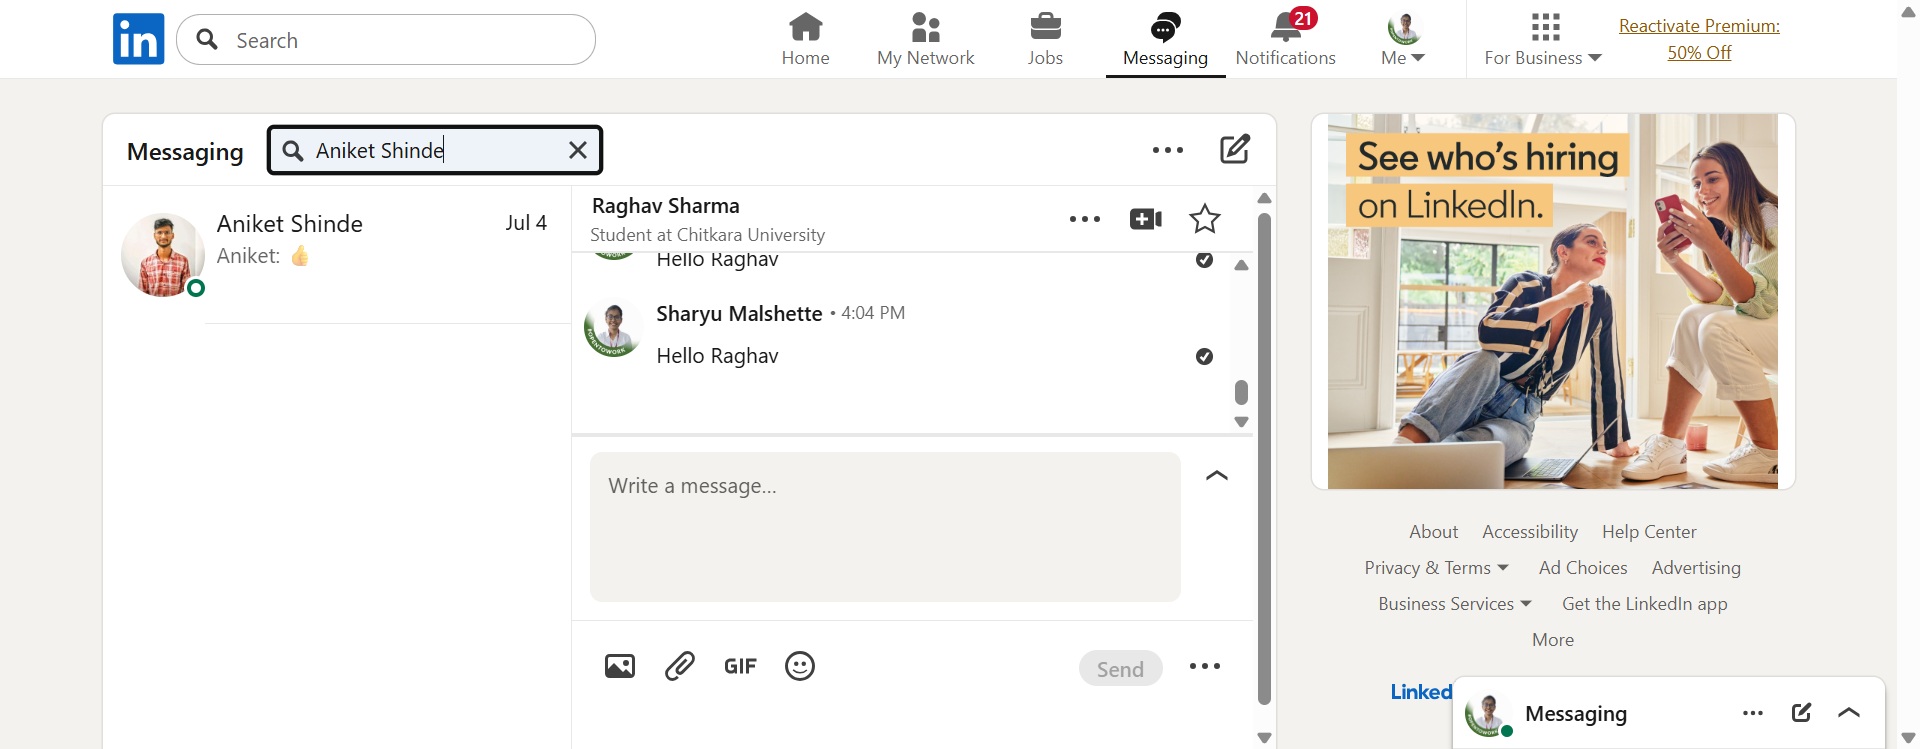 in
Search
Home
My Network
Jobs
Messaging
21
Notifications
Me
For Business
Reactivate Premium:
50% Off
Messaging
Aniket Shinde
Aniket Shinde
Jul 4
Aniket: 👍
Raghav Sharma
Student at Chitkara University
Hello Raghav
Sharyu Malshette • 4:04 PM
#OPENTOWORK
Hello Raghav
Write a message...
GIF
Send
See who's hiring
on LinkedIn.
About Accessibility Help Center
Privacy & Terms Ad Choices Advertising
Business Services Get the LinkedIn app
More
Linked
Messaging